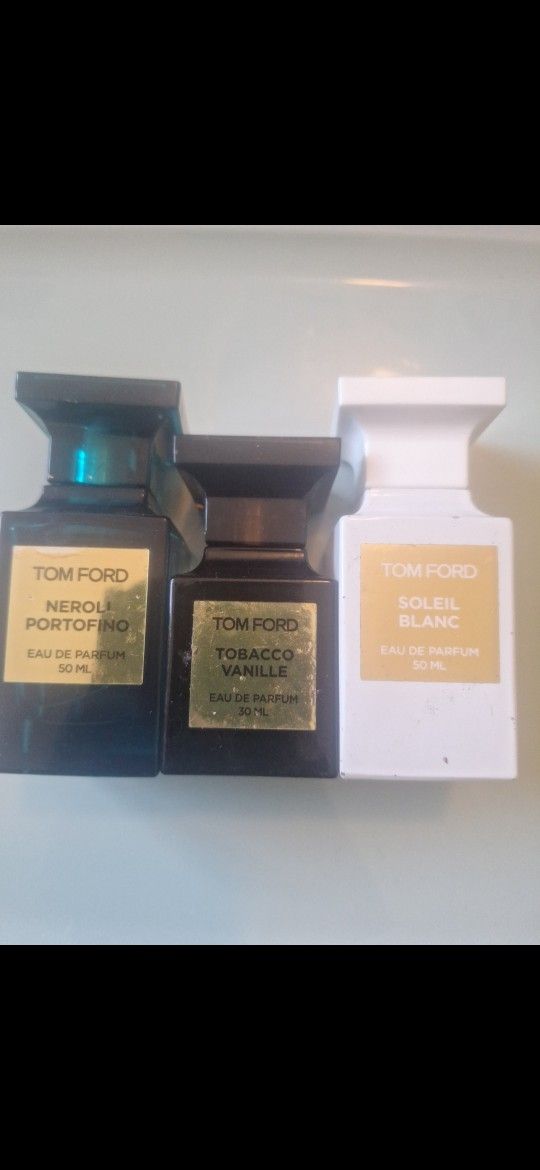 TOM FORD
NEROLI
PORTOFINO
EAU DE PARFUM
50 ML
TOM FORD
TOBACCO
VANILLE
EAU DE PARFUM
30 ML
TOM FORD
SOLEIL
BLANC
EAU DE PARFUM
50 ML